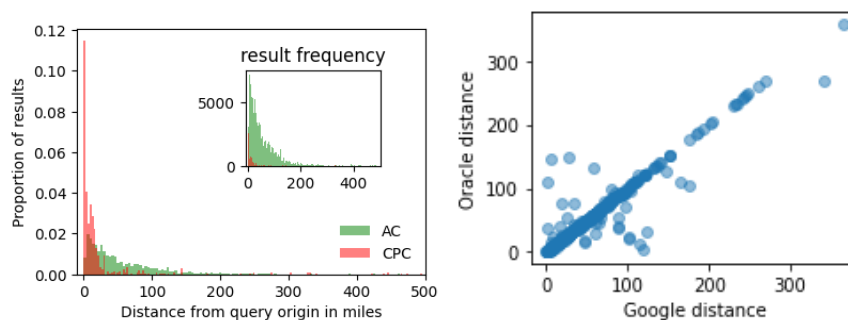 0.12
0.10
0.08
0.06
0.04
0.02
0.00
Proportion of results
result frequency
5000
0
0 200 400
AC
CPC
0 100 200 300 400 500
Distance from query origin in miles
300
200
100
0
Oracle distance
0 100 200 300
Google distance